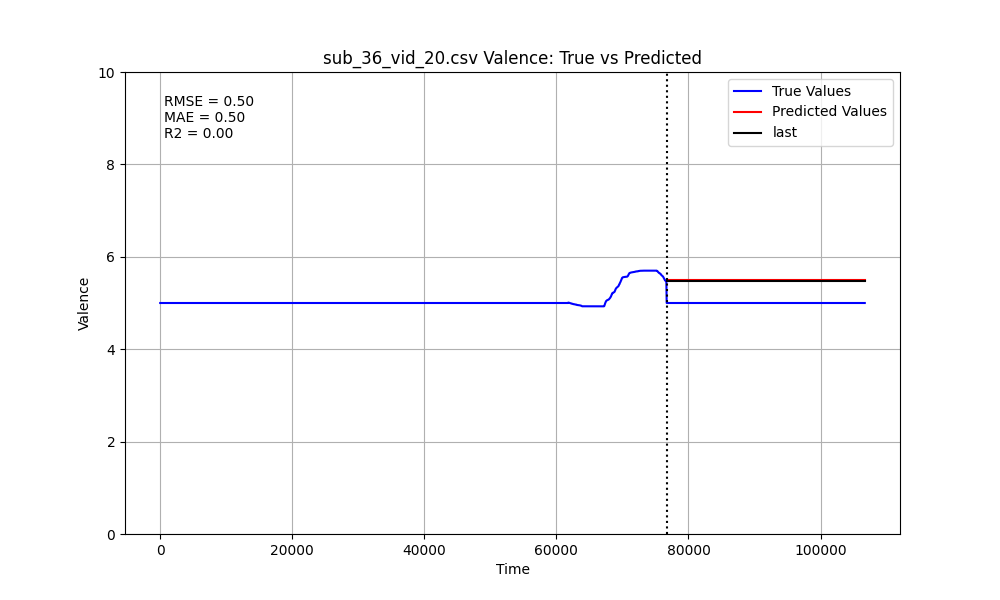 sub_36_vid_20.csv Valence: True vs Predicted
10
8
6
4
2
0
Valence
RMSE = 0.50
MAE = 0.50
R2 = 0.00
True Values
Predicted Values
last
0 20000 40000 60000 80000 100000
Time